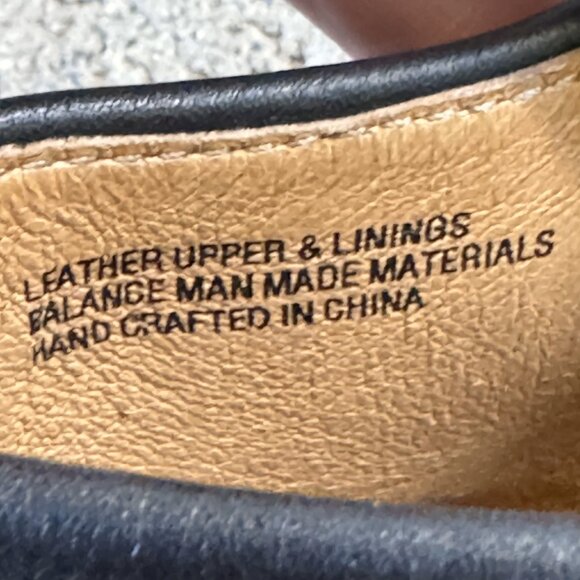 LEATHER UPPER & LININGS
BALANCE MAN MADE MATERIALS
HAND CRAFTED IN CHINA